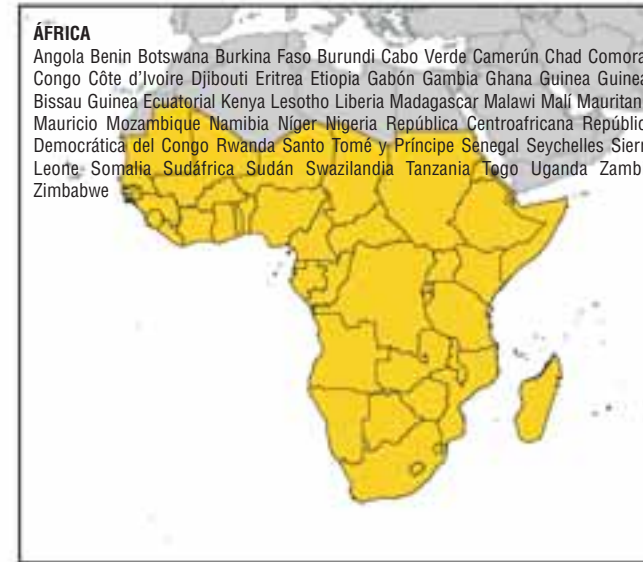 ÁFRICA
Angola Benin Botswana Burkina Faso Burundi Cabo Verde Camerún Chad Comora
Congo Côte d'Ivoire Djibouti Eritrea Etiopia Gabón Gambia Ghana Guinea Guinea
Bissau Guinea Ecuatorial Kenya Lesotho Liberia Madagascar Malawi Malí Mauritan
Mauricio Mozambique Namibia Níger Nigeria República Centroafricana Repúblic
Democrática del Congo Rwanda Santo Tomé y Príncipe Senegal Seychelles Sierr
Leone Somalia Sudáfrica Sudán Swazilandia Tanzania Togo Uganda Zamb
Zimbabwe